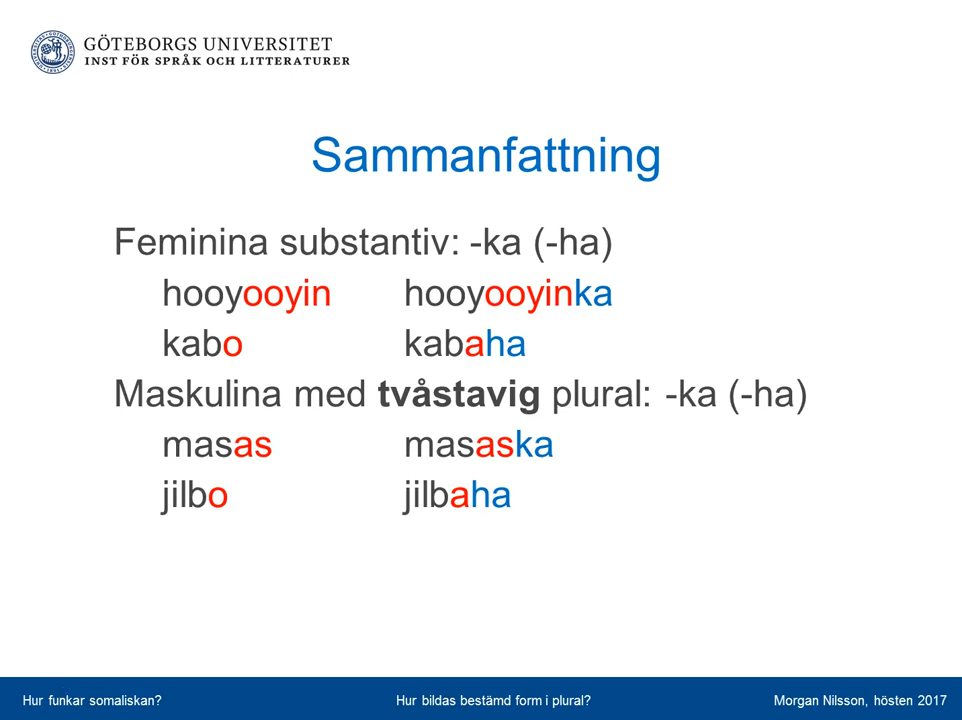 GÖTEBORGS UNIVERSITET
INST FÖR SPRÅK OCH LITTERATURER
Sammanfattning
Feminina substantiv: -ka (-ha)
hooyooyin hooyooyinka
kabo kabaha
Maskulina med tvåstavig plural: -ka (-ha)
masas masaska
jilbo jilbaha
Hur funkar somaliskan? Hur bildas bestämd form i plural? Morgan Nilsson, hösten 2017